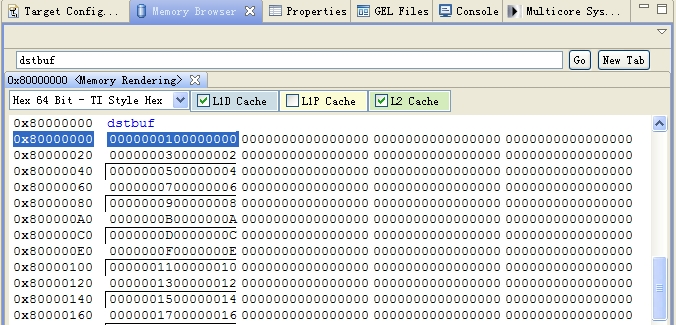 Target Config... Memory Browser Properties GEL Files Console Multicore Sys...
dstbuf Go New Tab
0x80000000 <Memory Rendering>
Hex 64 Bit - TI Style Hex L1D Cache L1P Cache L2 Cache
0x80000000 dstbuf
0x80000000 0000000100000000 0000000000000000 0000000000000000 0000000000000000
0x80000020 0000000300000002 0000000000000000 0000000000000000 0000000000000000
0x80000040 0000000500000004 0000000000000000 0000000000000000 0000000000000000
0x80000060 0000000700000006 0000000000000000 0000000000000000 0000000000000000
0x80000080 0000000900000008 0000000000000000 0000000000000000 0000000000000000
0x800000A0 0000000B0000000A 0000000000000000 0000000000000000 0000000000000000
0x800000C0 0000000D0000000C 0000000000000000 0000000000000000 0000000000000000
0x800000E0 0000000F0000000E 0000000000000000 0000000000000000 0000000000000000
0x80000100 0000001100000010 0000000000000000 0000000000000000 0000000000000000
0x80000120 0000001300000012 0000000000000000 0000000000000000 0000000000000000
0x80000140 0000001500000014 0000000000000000 0000000000000000 0000000000000000
0x80000160 0000001700000016 0000000000000000 0000000000000000 0000000000000000